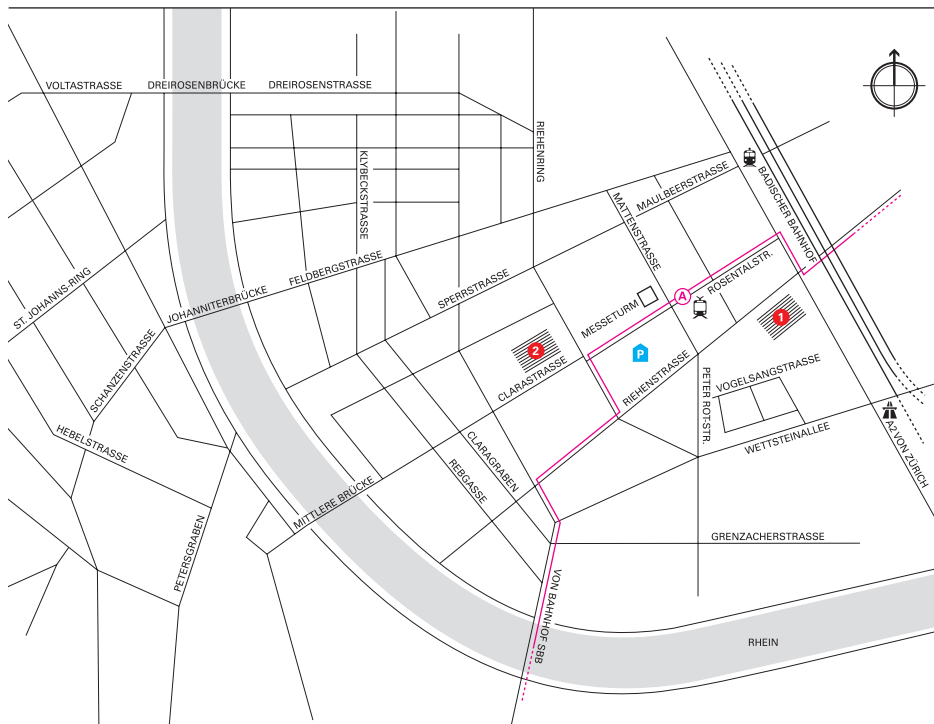 VOLTASTRASSE
DREIROSENBRÜCKE
DREIROSENSTRASSE
RIEHENRING
KLYBECKSTRASSE
MAULBEERSTRASSE
BADISCHER BAHNHOF
MATTENSTRASSE
FELDBERGSTRASSE
ST. JOHANNS-RING
JOHANNITERBRÜCKE
SPERRSTRASSE
ROSENTALSTR.
A
MESSETURM
1
2
P
SCHANZENSTRASSE
CLARASTRASSE
RIEHENSTRASSE
VOGELSANGSTRASSE
PETER ROT-STR.
HEBELSTRASSE
CLARAGRABEN
REBGASSE
WETTSTEINALLEE
A2 VON ZÜRICH
MITTLERE BRÜCKE
PETERSGRABEN
GRENZACHERSTRASSE
VON BAHNHOF SBB
RHEIN